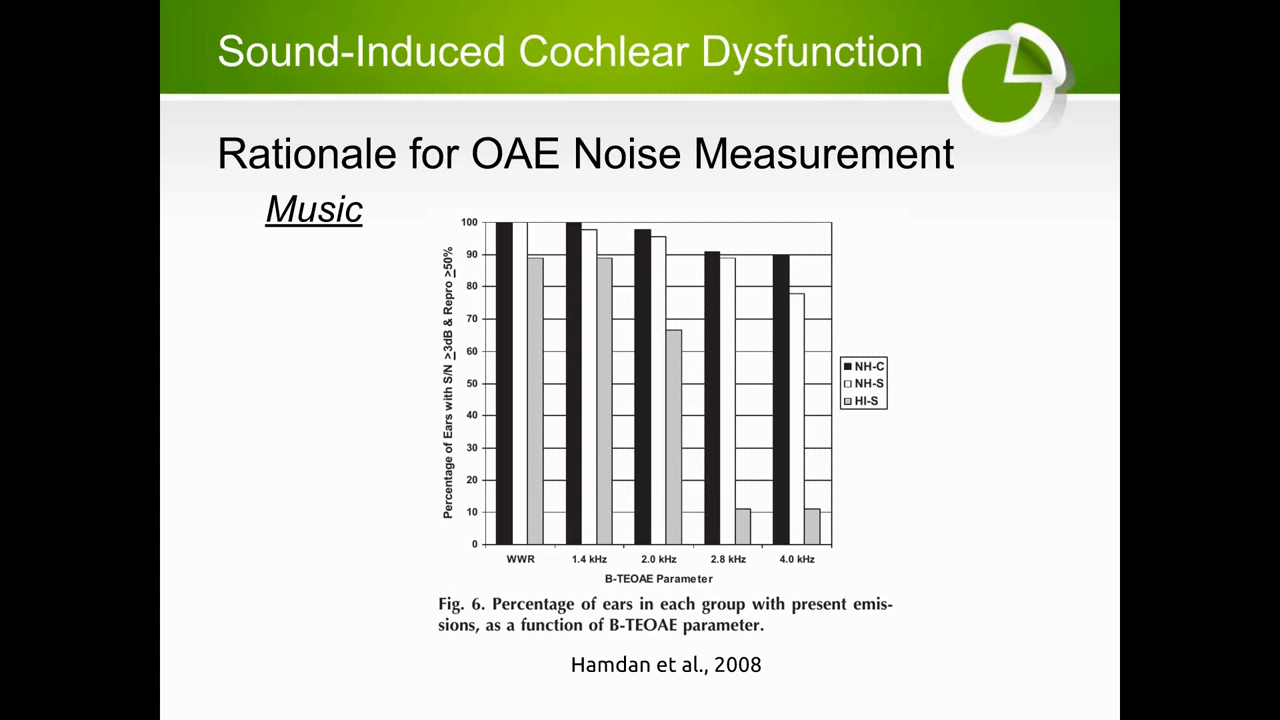 Sound-Induced Cochlear Dysfunction
Rationale for OAE Noise Measurement
Music
Percentage of Ears with S/N >3dB & Repro >50%
100
90
80
70
60
50
40
30
20
10
0
WWR 1.4 kHz 2.0 kHz 2.8 kHz 4.0 kHz
B-TEOAE Parameter
NH-C
NH-S
HI-S
Fig. 6. Percentage of ears in each group with present emis-
sions, as a function of B-TEOAE parameter.
Hamdan et al., 2008